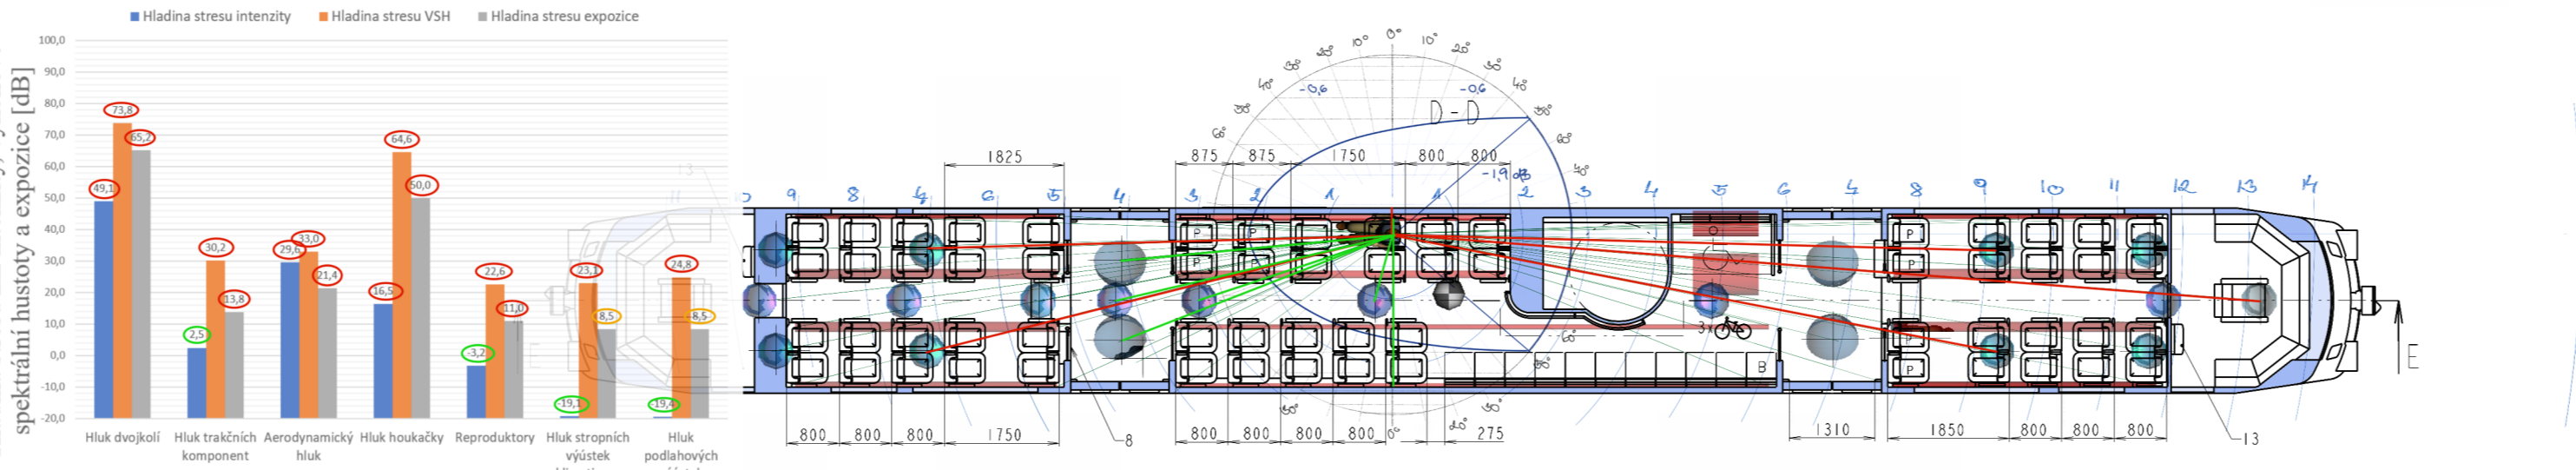 Hladina stresu intenzity Hladina stresu VSH Hladina stresu expozice
spektrální hustoty a expozice [dB]
100,0
90,0
80,0
70,0
60,0
50,0
40,0
30,0
20,0
10,0
0,0
-10,0
-20,0
49,1 73,8 65,2
2,5 30,2 13,8
29,6 33,0 21,4
16,5 64,6 50,0
-3,2 22,6 11,0
-19,1 23,1 8,5
-19,4 24,8 8,5
Hluk dvojkolí
Hluk trakčních
komponent
Aerodynamický
hluk
Hluk houkačky
Reproduktory
Hluk stropních
výústek
Hluk
podlahových
13
E
50° 40° 30° 20° 10° 0° 10° 20° 30° 40° 50°
60° 60°
-0,6 -0,6
D - D
-1,9 dB
1825 875 875 1750 800 800
10 9 8 7 6 5 4 3 2 1 1 2 3 4 5 6 7 8 9 10 11 12 13 14
P P P P
P P P P
3x
B
E
800 800 800 1750 8 800 800 800 800 0° 275 1310 1850 800 800 800 13